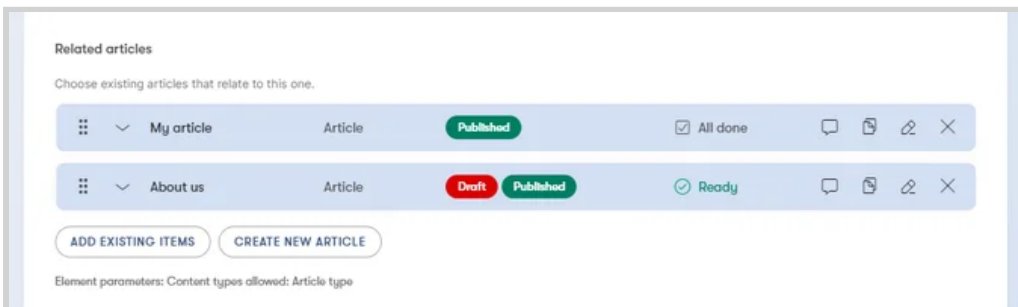 Related articles
Choose existing articles that relate to this one.
My article Article Published All done
About us Article Draft Published Ready
ADD EXISTING ITEMS CREATE NEW ARTICLE
Element parameters: Content types allowed: Article type